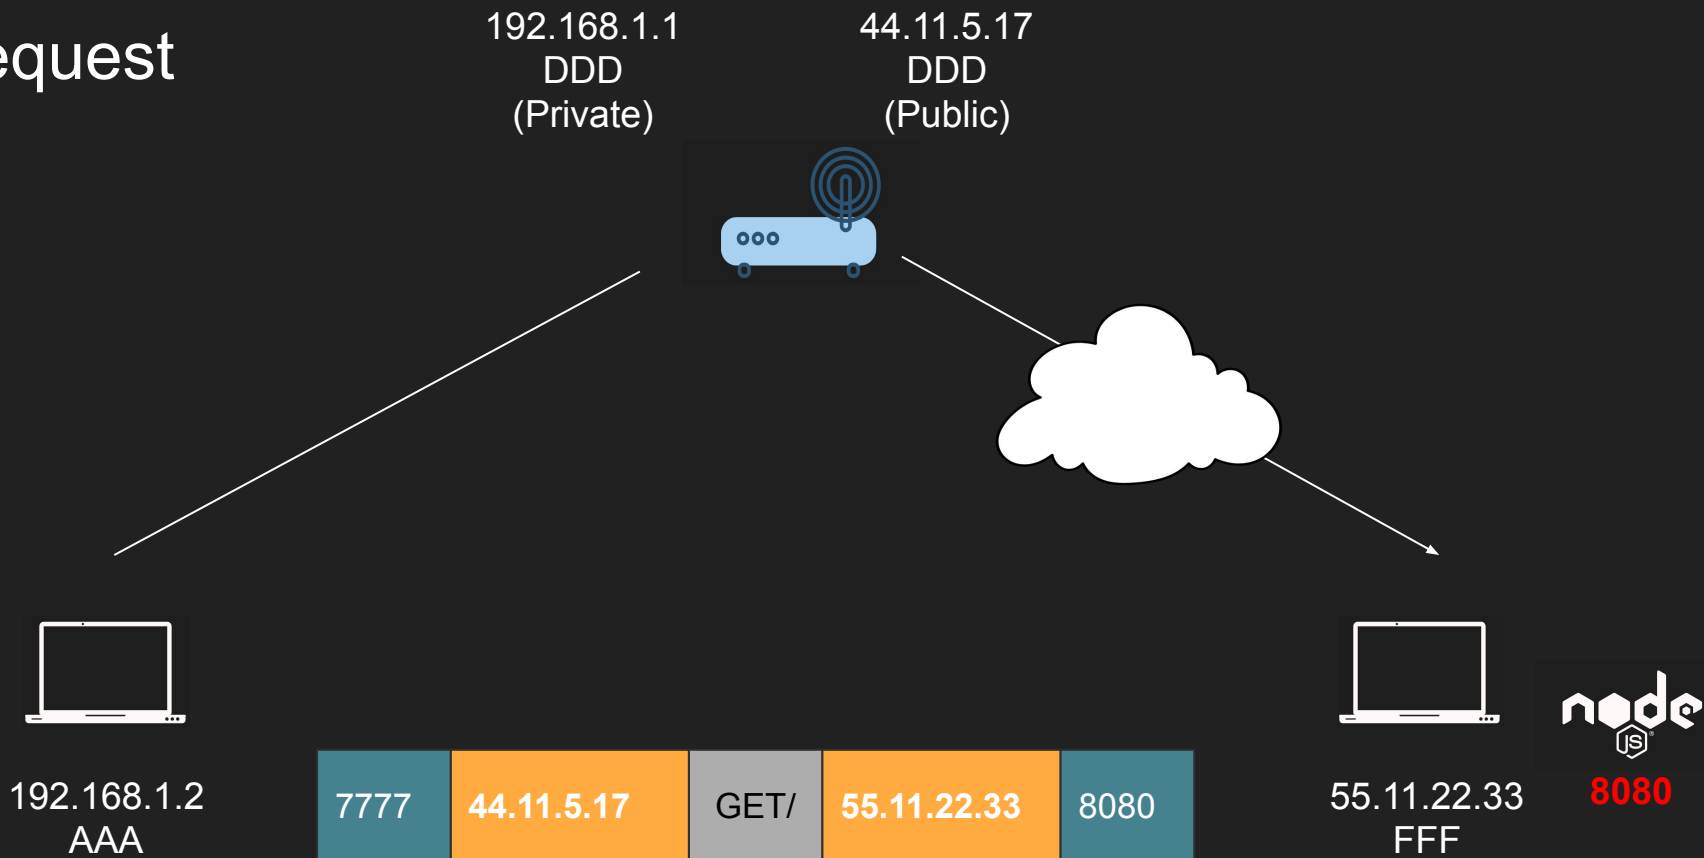 equest
192.168.1.1
DDD
(Private)
44.11.5.17
DDD
(Public)
192.168.1.2
AAA
7777
44.11.5.17
GET/
55.11.22.33
8080
55.11.22.33
FFF
node
JS
8080